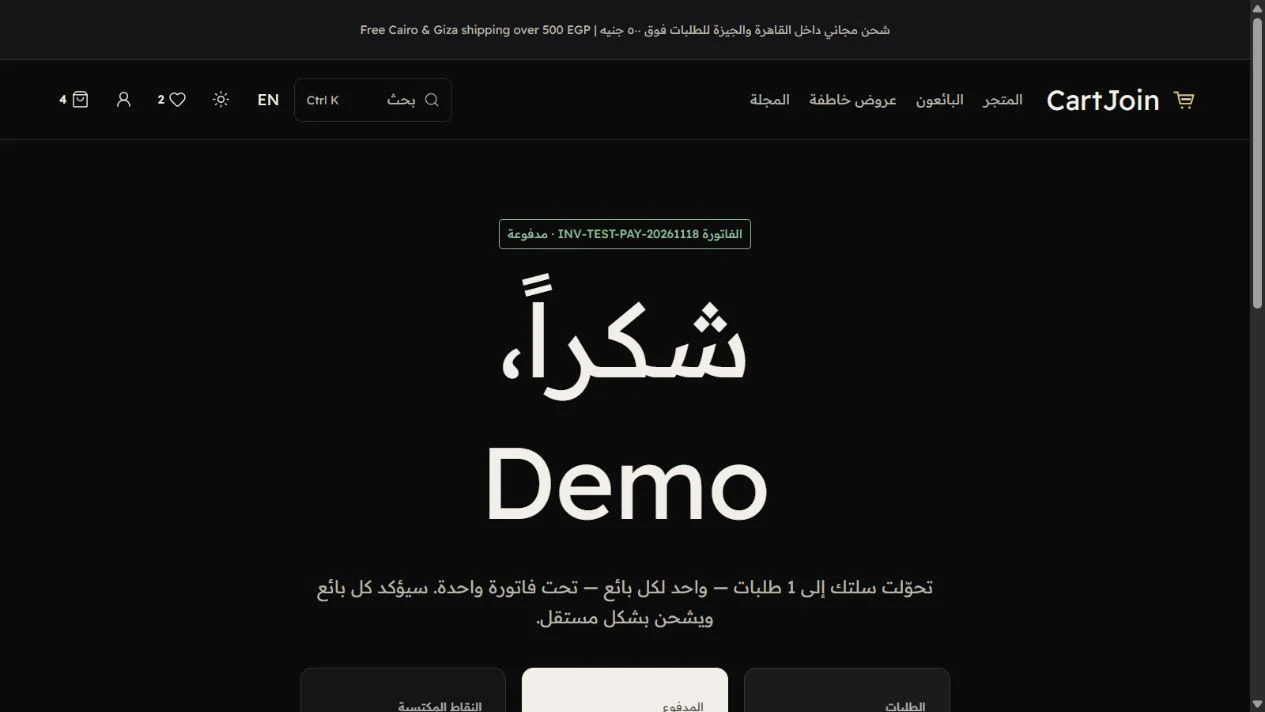 شحن مجاني داخل القاهرة والجيزة للطلبات فوق ٥٠٠ جنيه | Free Cairo & Giza shipping over 500 EGP
CartJoin
المتجر
البائعون
عروض خاطفة
المجلة
بحث
Ctrl K
EN
2
4
الفاتورة INV-TEST-PAY-20261118 · مدفوعة
شكراً،
Demo
تحوّلت سلتك إلى 1 طلبات — واحد لكل بائع — تحت فاتورة واحدة. سيؤكد كل بائع
ويشحن بشكل مستقل.
الطلبات
المدفوع
النقاط المكتسبة